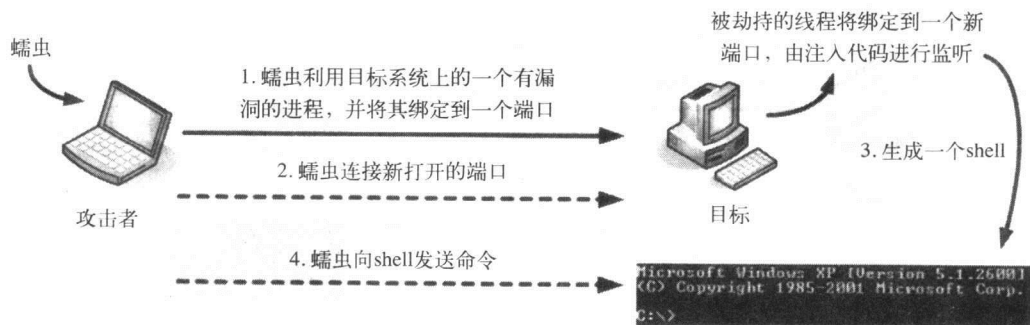 蠕虫
1. 蠕虫利用目标系统上的一个有漏
洞的进程，并将其绑定到一个端口
2. 蠕虫连接新打开的端口
4. 蠕虫向shell发送命令
攻击者
被劫持的线程将绑定到一个新
端口，由注入代码进行监听
目标
3. 生成一个shell
Microsoft Windows XP [Version 5.1.2600]
(C) Copyright 1985-2001 Microsoft Corp.
C:\>